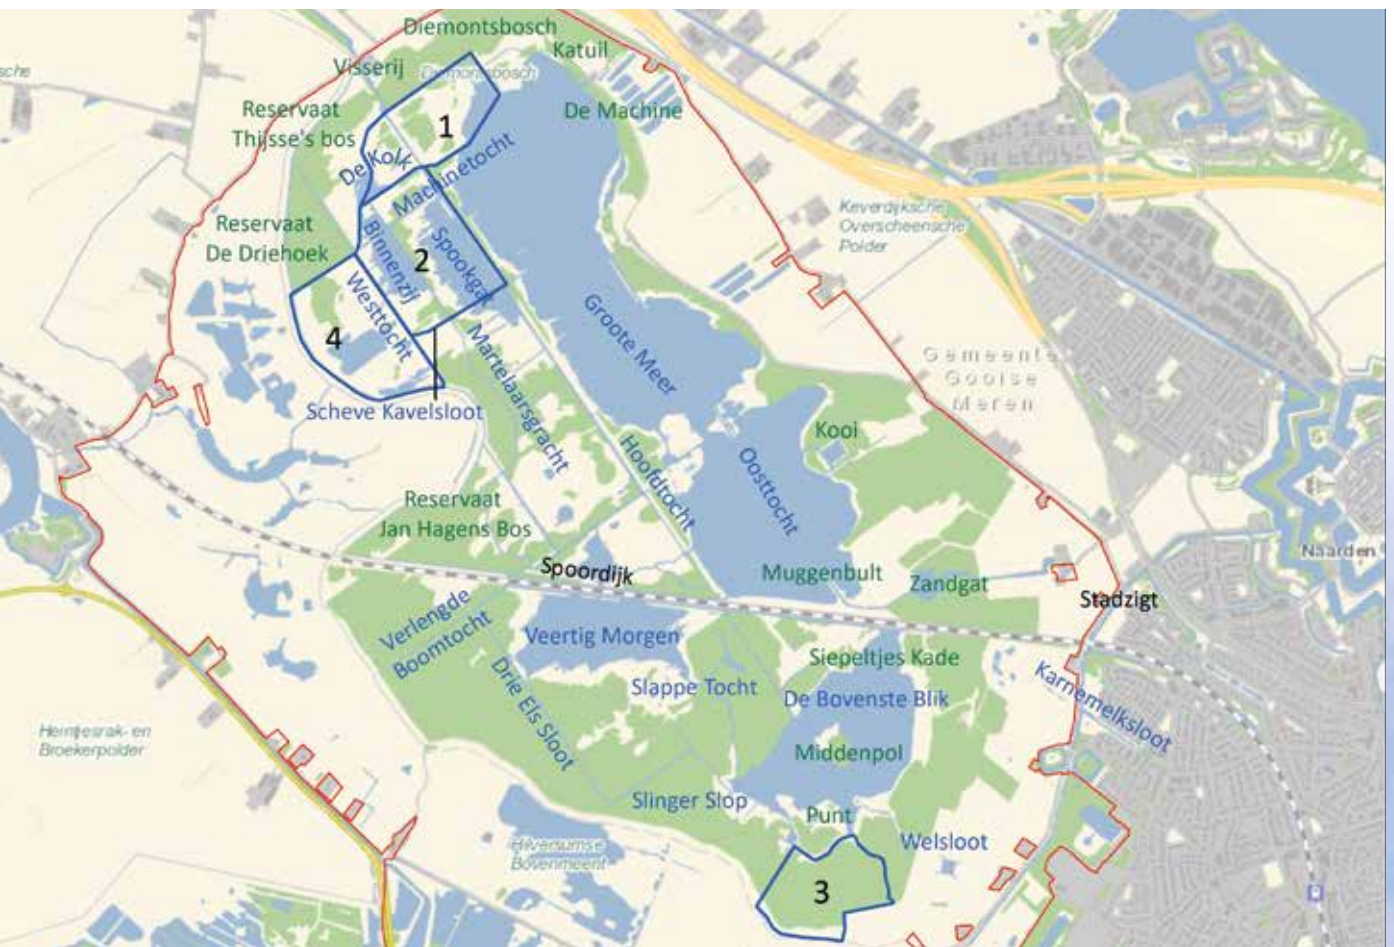 Diemontsbosch
Katuil
Visserij
Diemontsbosch
Reservaat
Thijsse's bos
De Machine
1
De Kolk
Machinetocht
Reservaat
De Driehoek
Binnenzij
2
Spookgat
Keverdijksche
Overscheensche
Polder
Westtocht
4
Groote Meer
Martelaarsgracht
Scheve Kavelsloot
Gemeente
Gooise
Meren
Kooi
Hoofdtocht
Oosttocht
Reservaat
Jan Hagens Bos
Naarden
Spoordijk
Muggenbult
Zandgat
Stadzigt
Verlengde
Boomtocht
Veertig Morgen
Siepeltjes Kade
Drie Els Sloot
Slappe Tocht
De Bovenste Blik
Karnemelksloot
Heintjesrak- en
Broekerpolder
Middenpol
Slinger Slop
Punt
Welsloot
Hilversumse
Bovenmeent
3